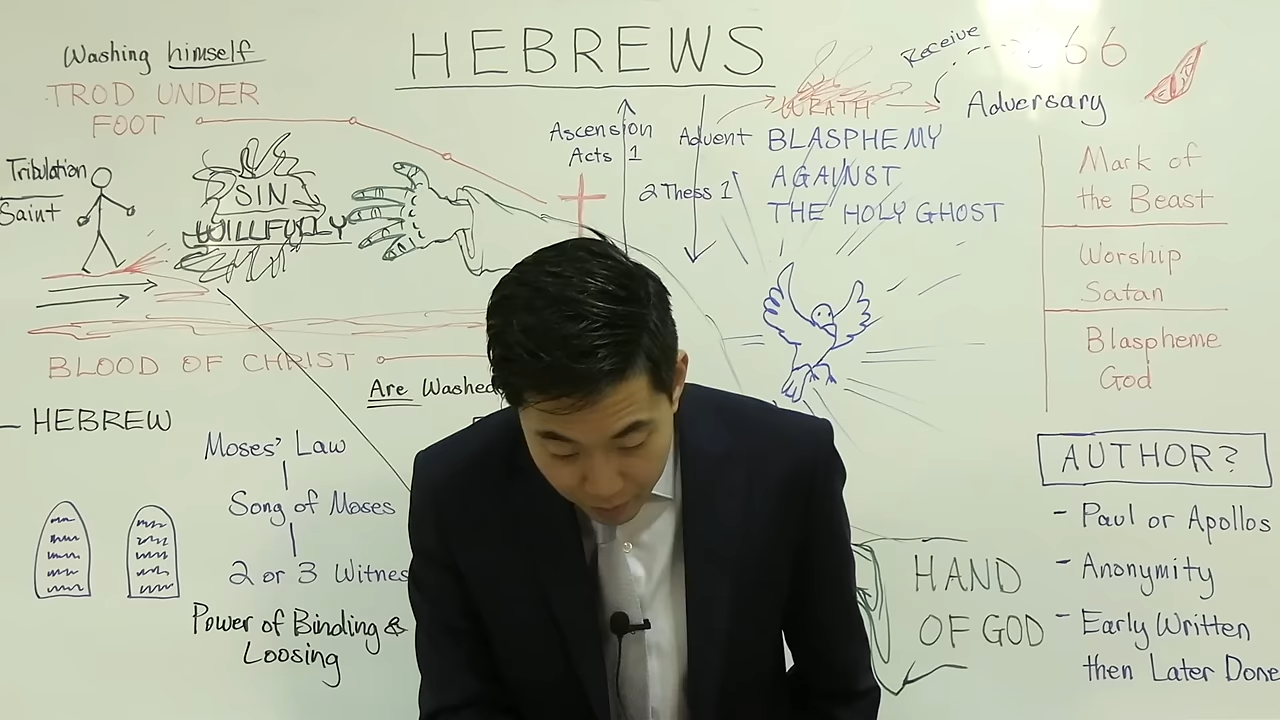 HEBREWS
Washing himself
TROD UNDER
FOOT
Tribulation
Saint
SIN
WILLFULLY
BLOOD OF CHRIST
Are Washed
- HEBREW
Moses' Law
Song of Moses
2 or 3 Witnes
Power of Binding &
Loosing
Ascension
Acts 1
Advent
2 Thess 1
WRATH
Receive
666
Adversary
BLASPHEMY
AGAINST
THE HOLY GHOST
Mark of
the Beast
Worship
Satan
Blaspheme
God
AUTHOR?
- Paul or Apollos
- Anonymity
- Early Written
then Later Done
HAND
OF GOD